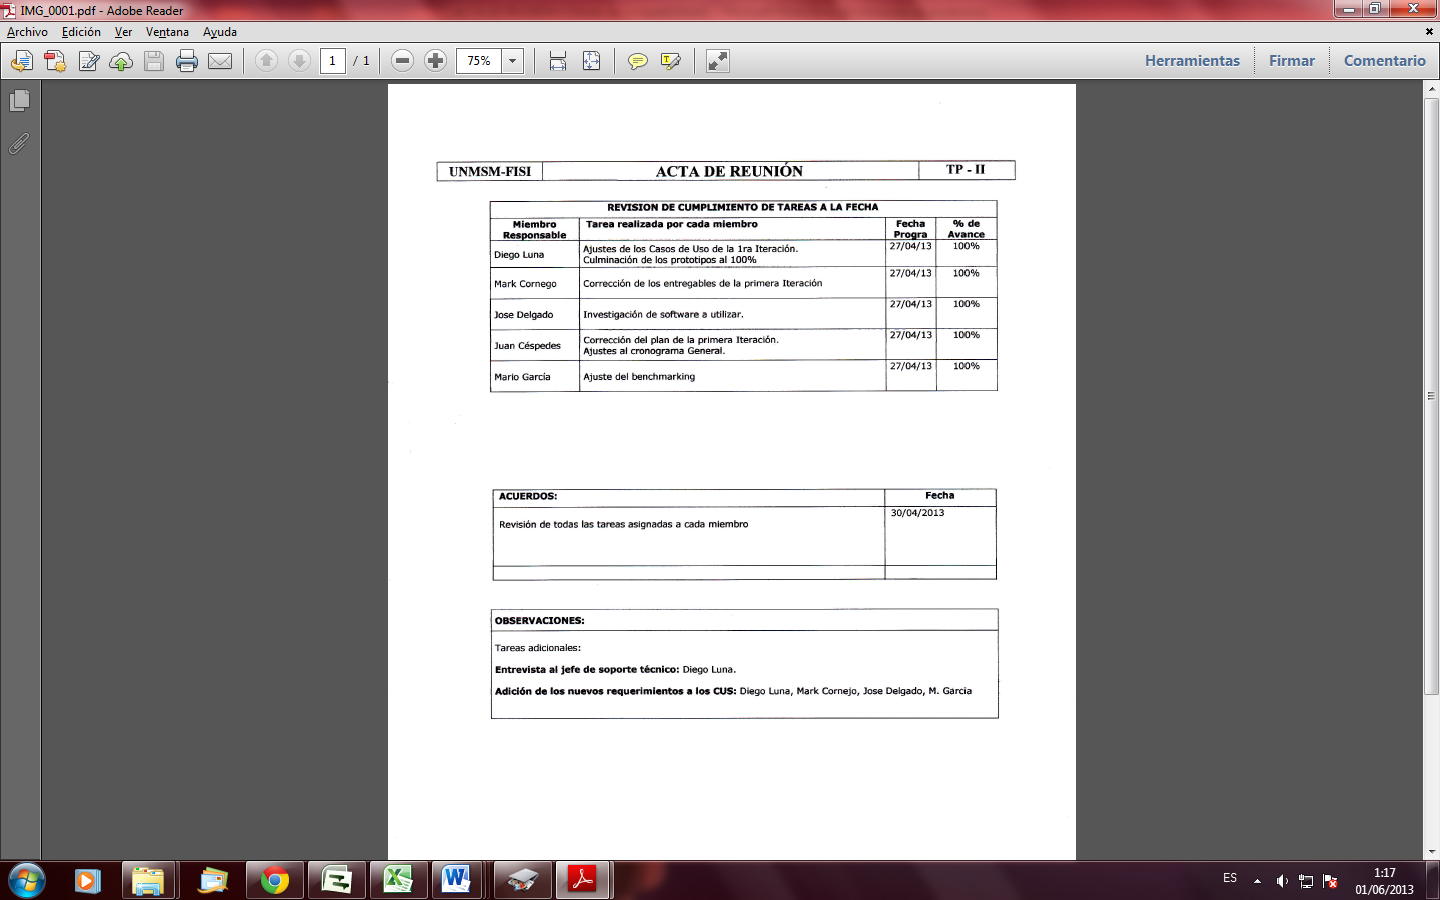 IMG_0001.pdf - Adobe Reader
Archivo Edición Ver Ventana Ayuda
1 / 1 75% Herramientas Firmar Comentario
UNMSM-FISI ACTA DE REUNIÓN TP - II
REVISION DE CUMPLIMIENTO DE TAREAS A LA FECHA
Miembro Responsable Tarea realizada por cada miembro Fecha Progra % de Avance
Diego Luna Ajustes de los Casos de Uso de la 1ra Iteración. 27/04/13 100%
Culminación de los prototipos al 100%
Mark Cornego Corrección de los entregables de la primera Iteración 27/04/13 100%
Jose Delgado Investigación de software a utilizar. 27/04/13 100%
Juan Céspedes Corrección del plan de la primera Iteración. 27/04/13 100%
Ajustes al cronograma General.
Mario García Ajuste del benchmarking 27/04/13 100%
ACUERDOS: Fecha
Revisión de todas las tareas asignadas a cada miembro 30/04/2013
OBSERVACIONES:
Tareas adicionales:
Entrevista al jefe de soporte técnico: Diego Luna.
Adición de los nuevos requerimientos a los CUS: Diego Luna, Mark Cornejo, Jose Delgado, M. García
ES 1:17
01/06/2013